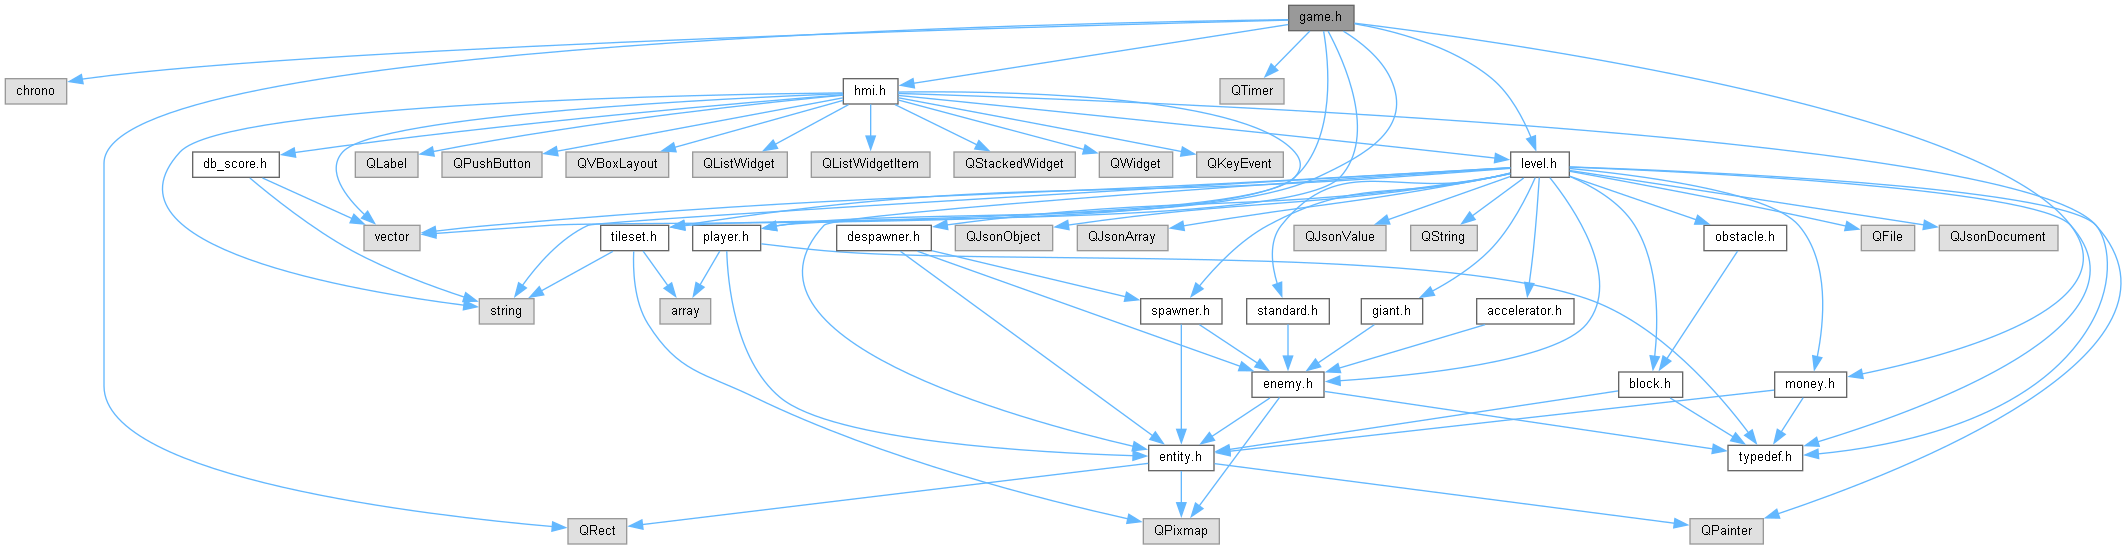 game.h
chrono
hmi.h
QTimer
db_score.h
QLabel
QPushButton
QVBoxLayout
QListWidget
QListWidgetItem
QStackedWidget
QWidget
QKeyEvent
level.h
vector
tileset.h
player.h
despawner.h
QJsonObject
QJsonArray
QJsonValue
QString
obstacle.h
QFile
QJsonDocument
string
array
spawner.h
standard.h
giant.h
accelerator.h
enemy.h
block.h
money.h
entity.h
typedef.h
QRect
QPixmap
QPainter